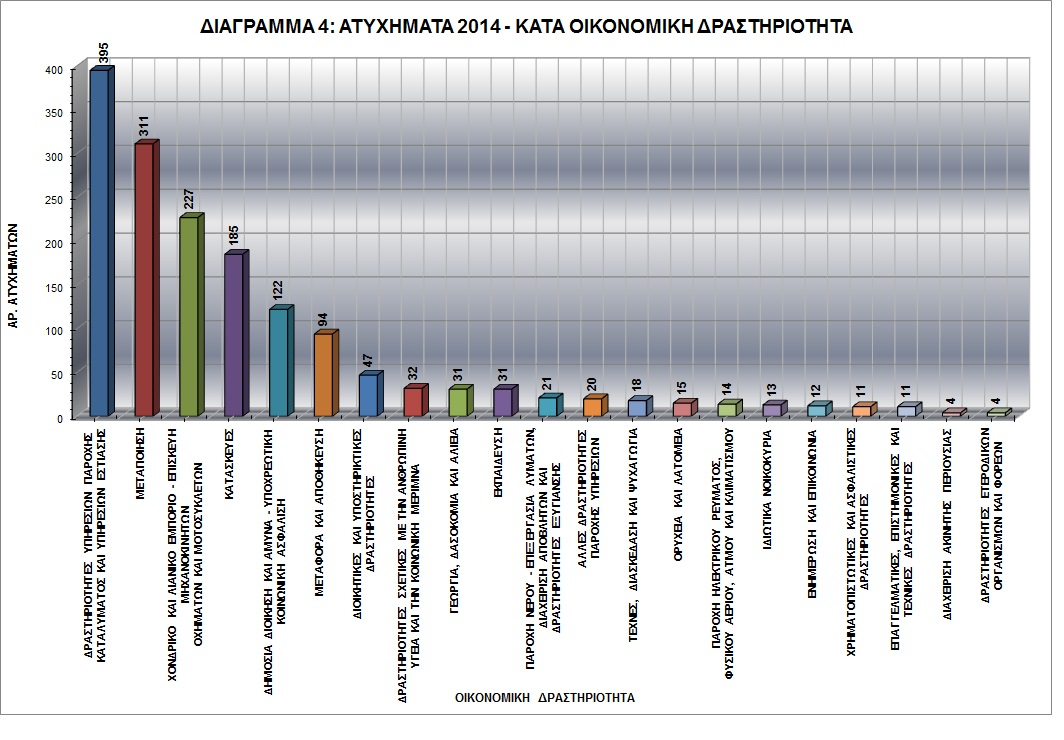 ΔΙΑΓΡΑΜΜΑ 4: ΑΤΥΧΗΜΑΤΑ 2014 - ΚΑΤΑ ΟΙΚΟΝΟΜΙΚΗ ΔΡΑΣΤΗΡΙΟΤΗΤΑ
ΑΡ. ΑΤΥΧΗΜΑΤΩΝ
400
350
300
250
200
150
100
50
0
395
311
227
185
122
94
47
32
31
31
21
20
18
15
14
13
12
11
11
4
4
ΔΡΑΣΤΗΡΙΟΤΗΤΕΣ ΥΠΗΡΕΣΙΩΝ ΠΑΡΟΧΗΣ
ΚΑΤΑΛΥΜΑΤΟΣ ΚΑΙ ΥΠΗΡΕΣΙΩΝ ΕΣΤΙΑΣΗΣ
ΜΕΤΑΠΟΙΗΣΗ
ΧΟΝΔΡΙΚΟ ΚΑΙ ΛΙΑΝΙΚΟ ΕΜΠΟΡΙΟ - ΕΠΙΣΚΕΥΗ
ΜΗΧΑΝΟΚΙΝΗΤΩΝ
ΟΧΗΜΑΤΩΝ ΚΑΙ ΜΟΤΟΣΥΚΛΕΤΩΝ
ΚΑΤΑΣΚΕΥΕΣ
ΔΗΜΟΣΙΑ ΔΙΟΙΚΗΣΗ ΚΑΙ ΑΜΥΝΑ - ΥΠΟΧΡΕΩΤΙΚΗ
ΚΟΙΝΩΝΙΚΗ ΑΣΦΑΛΙΣΗ
ΜΕΤΑΦΟΡΑ ΚΑΙ ΑΠΟΘΗΚΕΥΣΗ
ΔΙΟΙΚΗΤΙΚΕΣ ΚΑΙ ΥΠΟΣΤΗΡΙΚΤΙΚΕΣ
ΔΡΑΣΤΗΡΙΟΤΗΤΕΣ
ΔΡΑΣΤΗΡΙΟΤΗΤΕΣ ΣΧΕΤΙΚΕΣ ΜΕ ΤΗΝ ΑΝΘΡΩΠΙΝΗ
ΥΓΕΙΑ ΚΑΙ ΤΗΝ ΚΟΙΝΩΝΙΚΗ ΜΕΡΙΜΝΑ
ΓΕΩΡΓΙΑ, ΔΑΣΟΚΟΜΙΑ ΚΑΙ ΑΛΙΕΙΑ
ΕΚΠΑΙΔΕΥΣΗ
ΠΑΡΟΧΗ ΝΕΡΟΥ - ΕΠΕΞΕΡΓΑΣΙΑ ΛΥΜΑΤΩΝ,
ΔΙΑΧΕΙΡΙΣΗ ΑΠΟΒΛΗΤΩΝ ΚΑΙ
ΔΡΑΣΤΗΡΙΟΤΗΤΕΣ ΕΞΥΓΙΑΝΣΗΣ
ΑΛΛΕΣ ΔΡΑΣΤΗΡΙΟΤΗΤΕΣ
ΠΑΡΟΧΗΣ ΥΠΗΡΕΣΙΩΝ
ΤΕΧΝΕΣ, ΔΙΑΣΚΕΔΑΣΗ ΚΑΙ ΨΥΧΑΓΩΓΙΑ
ΟΡΥΧΕΙΑ ΚΑΙ ΛΑΤΟΜΕΙΑ
ΠΑΡΟΧΗ ΗΛΕΚΤΡΙΚΟΥ ΡΕΥΜΑΤΟΣ,
ΦΥΣΙΚΟΥ ΑΕΡΙΟΥ, ΑΤΜΟΥ ΚΑΙ ΚΛΙΜΑΤΙΣΜΟΥ
ΙΔΙΩΤΙΚΑ ΝΟΙΚΟΚΥΡΙΑ
ΕΝΗΜΕΡΩΣΗ ΚΑΙ ΕΠΙΚΟΙΝΩΝΙΑ
ΧΡΗΜΑΤΟΠΙΣΤΩΤΙΚΕΣ ΚΑΙ ΑΣΦΑΛΙΣΤΙΚΕΣ
ΔΡΑΣΤΗΡΙΟΤΗΤΕΣ
ΕΠΑΓΓΕΛΜΑΤΙΚΕΣ, ΕΠΙΣΤΗΜΟΝΙΚΕΣ ΚΑΙ
ΤΕΧΝΙΚΕΣ ΔΡΑΣΤΗΡΙΟΤΗΤΕΣ
ΔΙΑΧΕΙΡΙΣΗ ΑΚΙΝΗΤΗΣ ΠΕΡΙΟΥΣΙΑΣ
ΔΡΑΣΤΗΡΙΟΤΗΤΕΣ ΕΤΕΡΟΔΙΚΩΝ
ΟΡΓΑΝΙΣΜΩΝ ΚΑΙ ΦΟΡΕΩΝ
ΟΙΚΟΝΟΜΙΚΗ ΔΡΑΣΤΗΡΙΟΤΗΤΑ